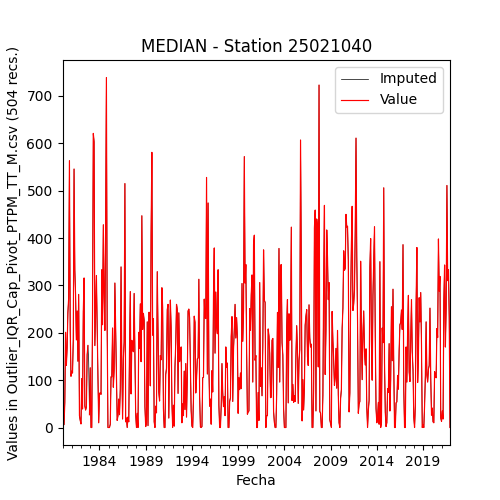 MEDIAN - Station 25021040
Values in Outlier_IQR_Cap_Pivot_PTPM_TT_M.csv (504 recs.)
700
600
500
400
300
200
100
0
Imputed
Value
1984 1989 1994 1999 2004 2009 2014 2019
Fecha